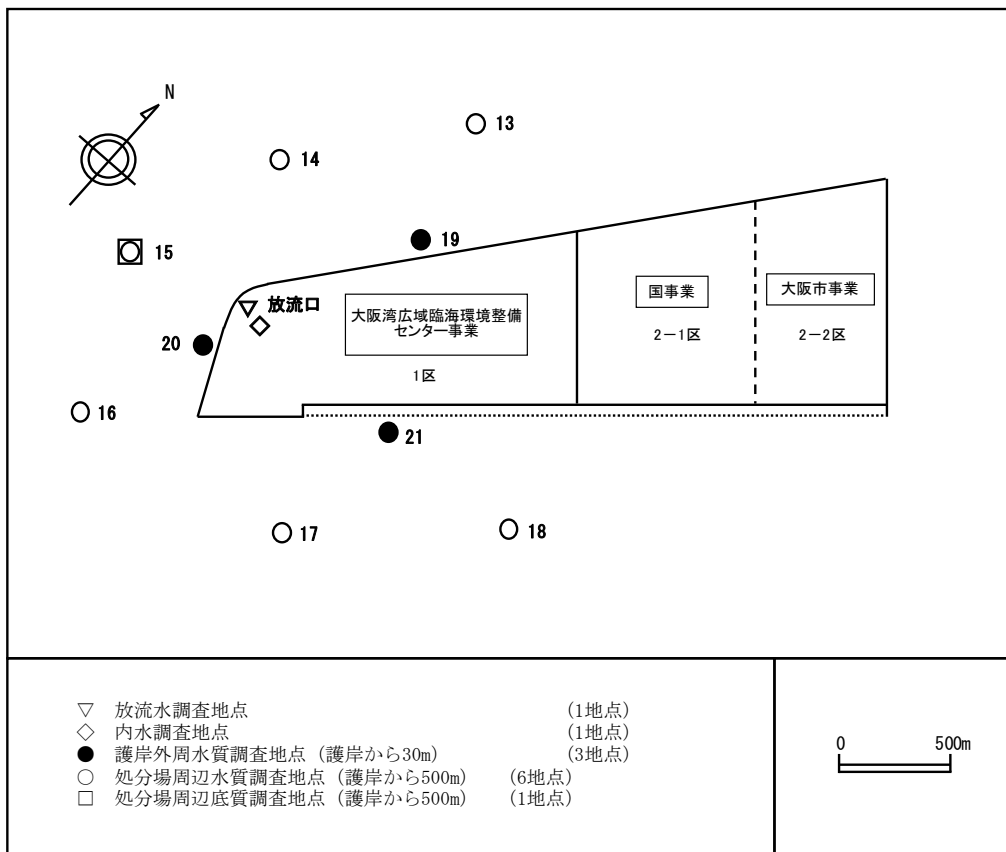 N
13
14
15
19
放流口
20
大阪湾広域臨海環境整備
センター事業
1区
国事業
2－1区
大阪市事業
2－2区
16
21
17
18
▽ 放流水調査地点 (1地点)
◇ 内水調査地点 (1地点)
● 護岸外周水質調査地点 (護岸から30m) (3地点)
○ 処分場周辺水質調査地点 (護岸から500m) (6地点)
□ 処分場周辺底質調査地点 (護岸から500m) (1地点)
0 500m